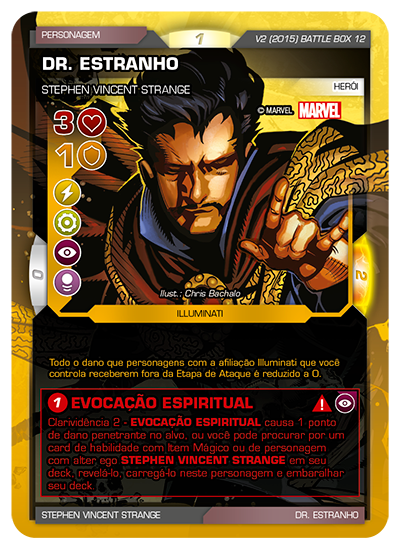 PERSONAGEM
1
V2 (2015) BATTLE BOX 12
DR. ESTRANHO
STEPHEN VINCENT STRANGE
HERÓI
© MARVEL MARVEL
3
1
0
2
Ilust.: Chris Bachalo
ILLUMINATI
Todo o dano que personagens com a afiliação Illuminati que você
controla receberem fora da Etapa de Ataque é reduzido a 0.
1 EVOCAÇÃO ESPIRITUAL
Clarividência 2 - EVOCAÇÃO ESPIRITUAL causa 1 ponto
de dano penetrante no alvo, ou você pode procurar por um
card de habilidade com Item Mágico ou de personagem
com alter ego STEPHEN VINCENT STRANGE em seu
deck, revelá-lo, carregá-lo neste personagem e embaralhar
seu deck.
STEPHEN VINCENT STRANGE
DR. ESTRANHO